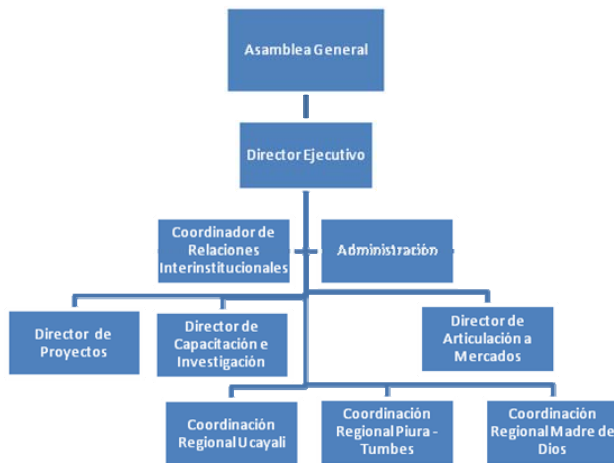 Asamblea General
Director Ejecutivo
Coordinador de
Relaciones
Interinstitucionales
Administración
Director de
Proyectos
Director de
Capacitación e
Investigación
Director de
Articulación a
Mercados
Coordinación
Regional Ucayali
Coordinación
Regional Piura -
Tumbes
Coordinación
Regional Madre de
Dios